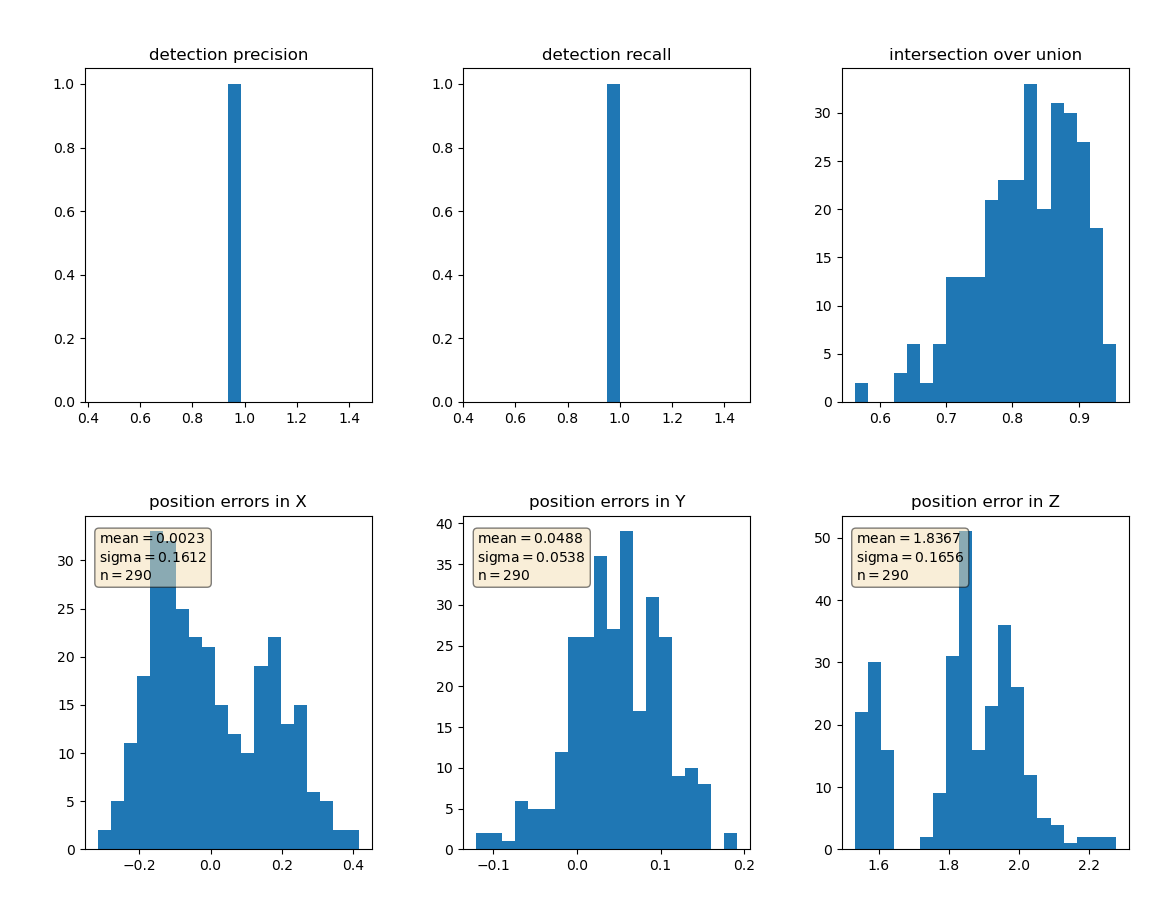 detection precision
1.0
0.8
0.6
0.4
0.2
0.0
0.4 0.6 0.8 1.0 1.2 1.4
detection recall
1.0
0.8
0.6
0.4
0.2
0.0
0.4 0.6 0.8 1.0 1.2 1.4
intersection over union
30
25
20
15
10
5
0
0.6 0.7 0.8 0.9
position errors in X
mean = 0.0023
sigma = 0.1612
n = 290
30
25
20
15
10
5
0
−0.2 0.0 0.2 0.4
position errors in Y
mean = 0.0488
sigma = 0.0538
n = 290
40
35
30
25
20
15
10
5
0
−0.1 0.0 0.1 0.2
position error in Z
mean = 1.8367
sigma = 0.1656
n = 290
50
40
30
20
10
0
1.6 1.8 2.0 2.2